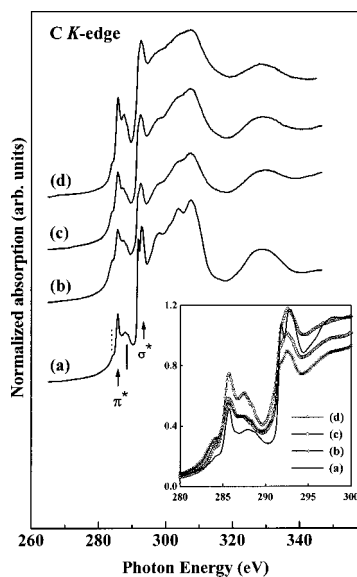 C K-edge
Normalized absorption (arb. units)
(d)
(c)
(b)
(a)
π*
σ*
1.2
0.8
0.4
0.0
280 285 290 295 300
(d)
(c)
(b)
(a)
260 280 300 320 340
Photon Energy (eV)